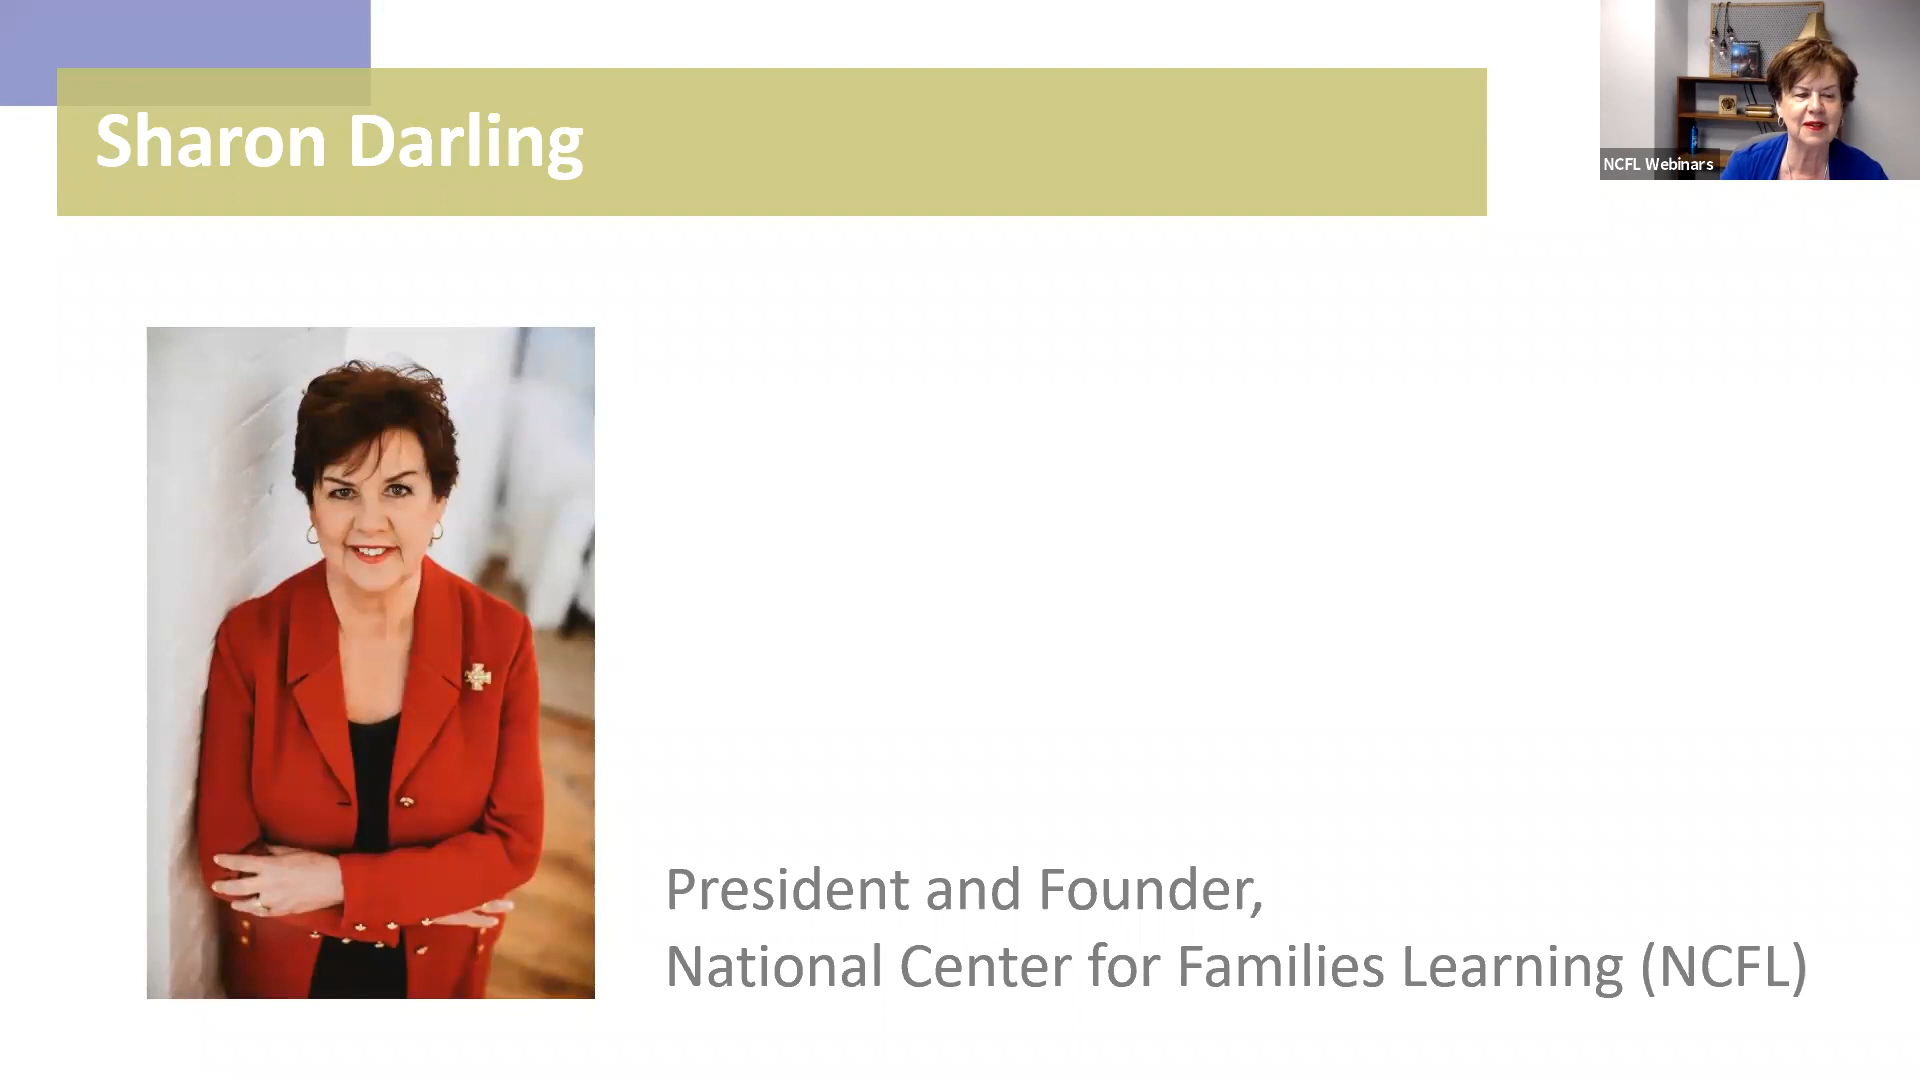 Sharon Darling
NCFL Webinars
President and Founder,
National Center for Families Learning (NCFL)